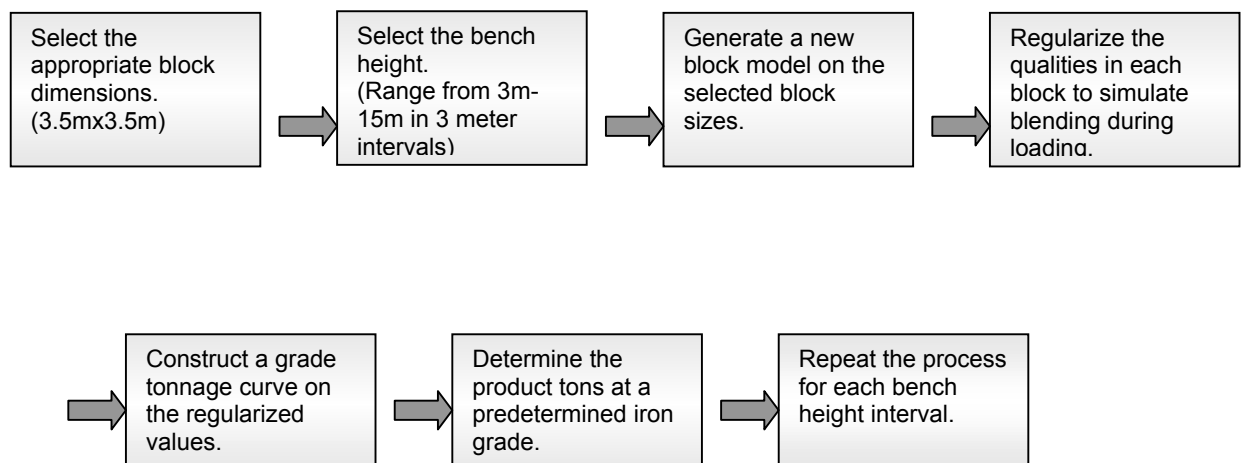 Select the
appropriate block
dimensions.
(3.5mx3.5m)
Select the bench
height.
(Range from 3m-
15m in 3 meter
intervals)
Generate a new
block model on the
selected block
sizes.
Regularize the
qualities in each
block to simulate
blending during
loading.
Construct a grade
tonnage curve on
the regularized
values.
Determine the
product tons at a
predetermined iron
grade.
Repeat the process
for each bench
height interval.